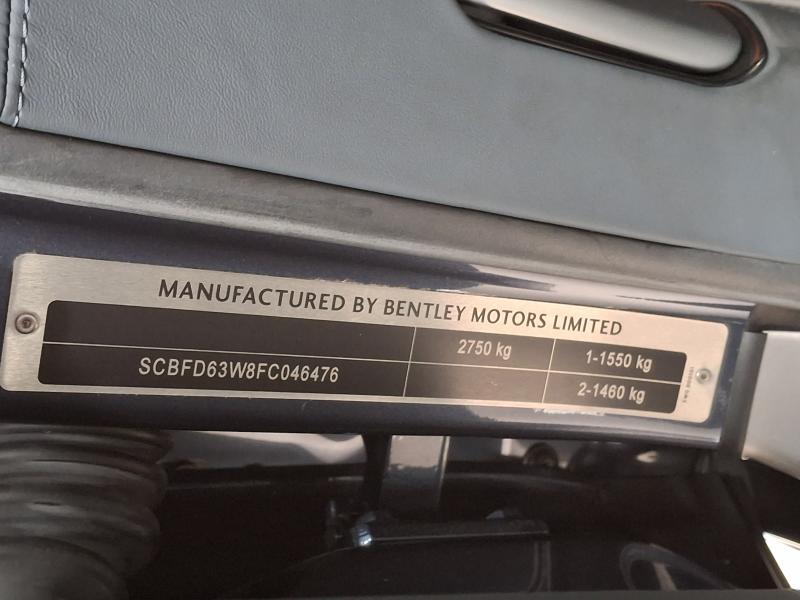 MANUFACTURED BY BENTLEY MOTORS LIMITED
2750 kg
1-1550 kg
SCBFD63W8FC046476
2-1460 kg